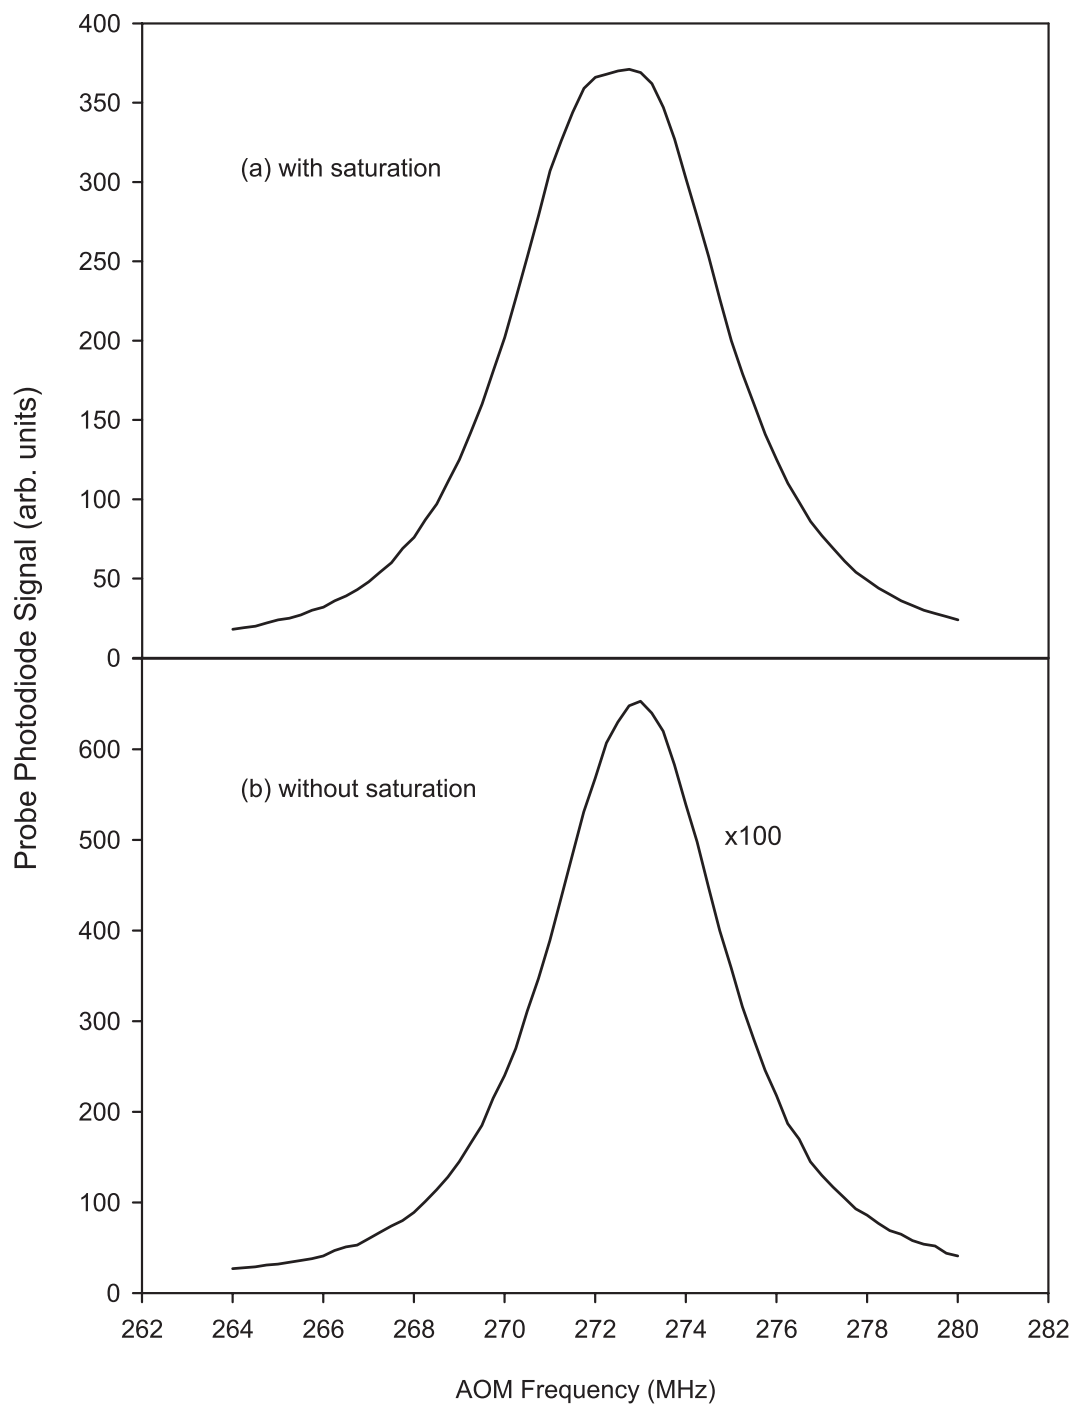 400
350
(a) with saturation
300
250
200
150
100
50
0
Probe Photodiode Signal (arb. units)
600
(b) without saturation
x100
500
400
300
200
100
0
262 264 266 268 270 272 274 276 278 280 282
AOM Frequency (MHz)